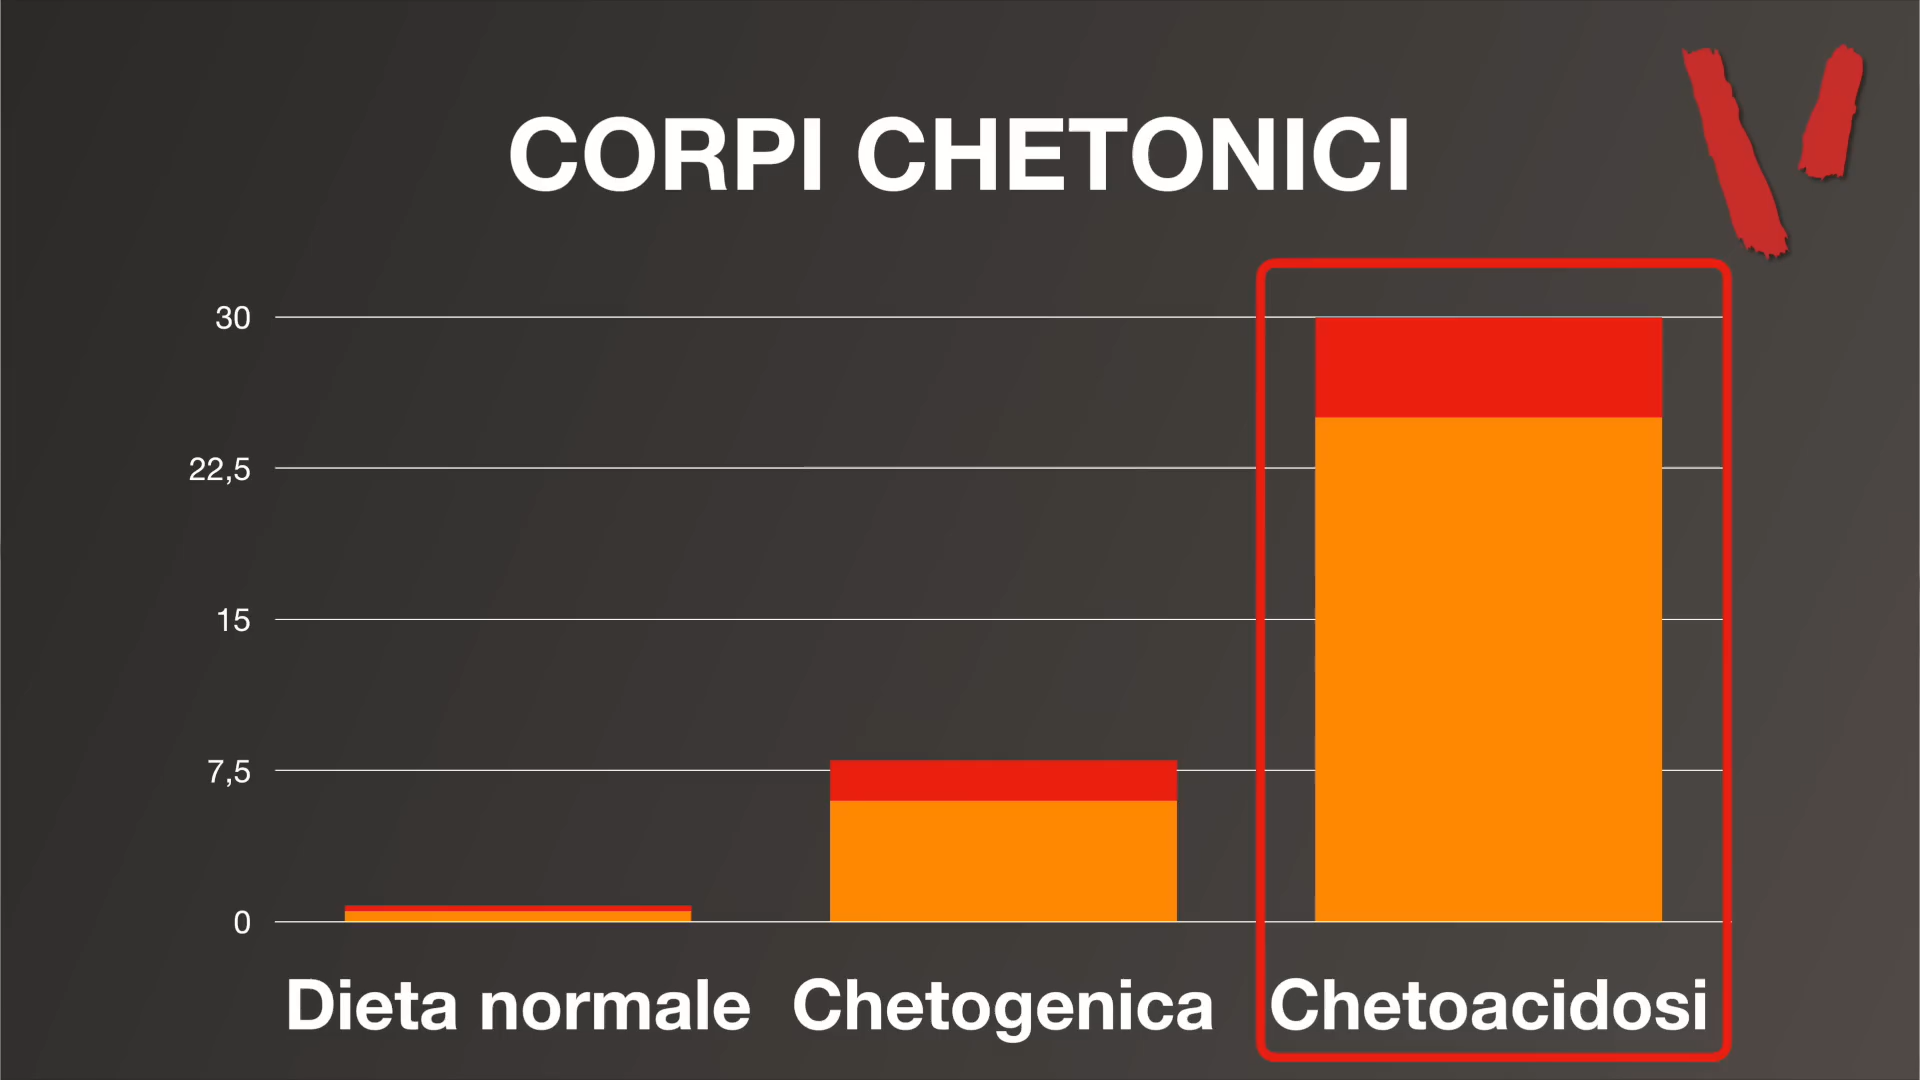 CORPI CHETONICI
30
22,5
15
7,5
0
Dieta normale Chetogenica Chetoacidosi